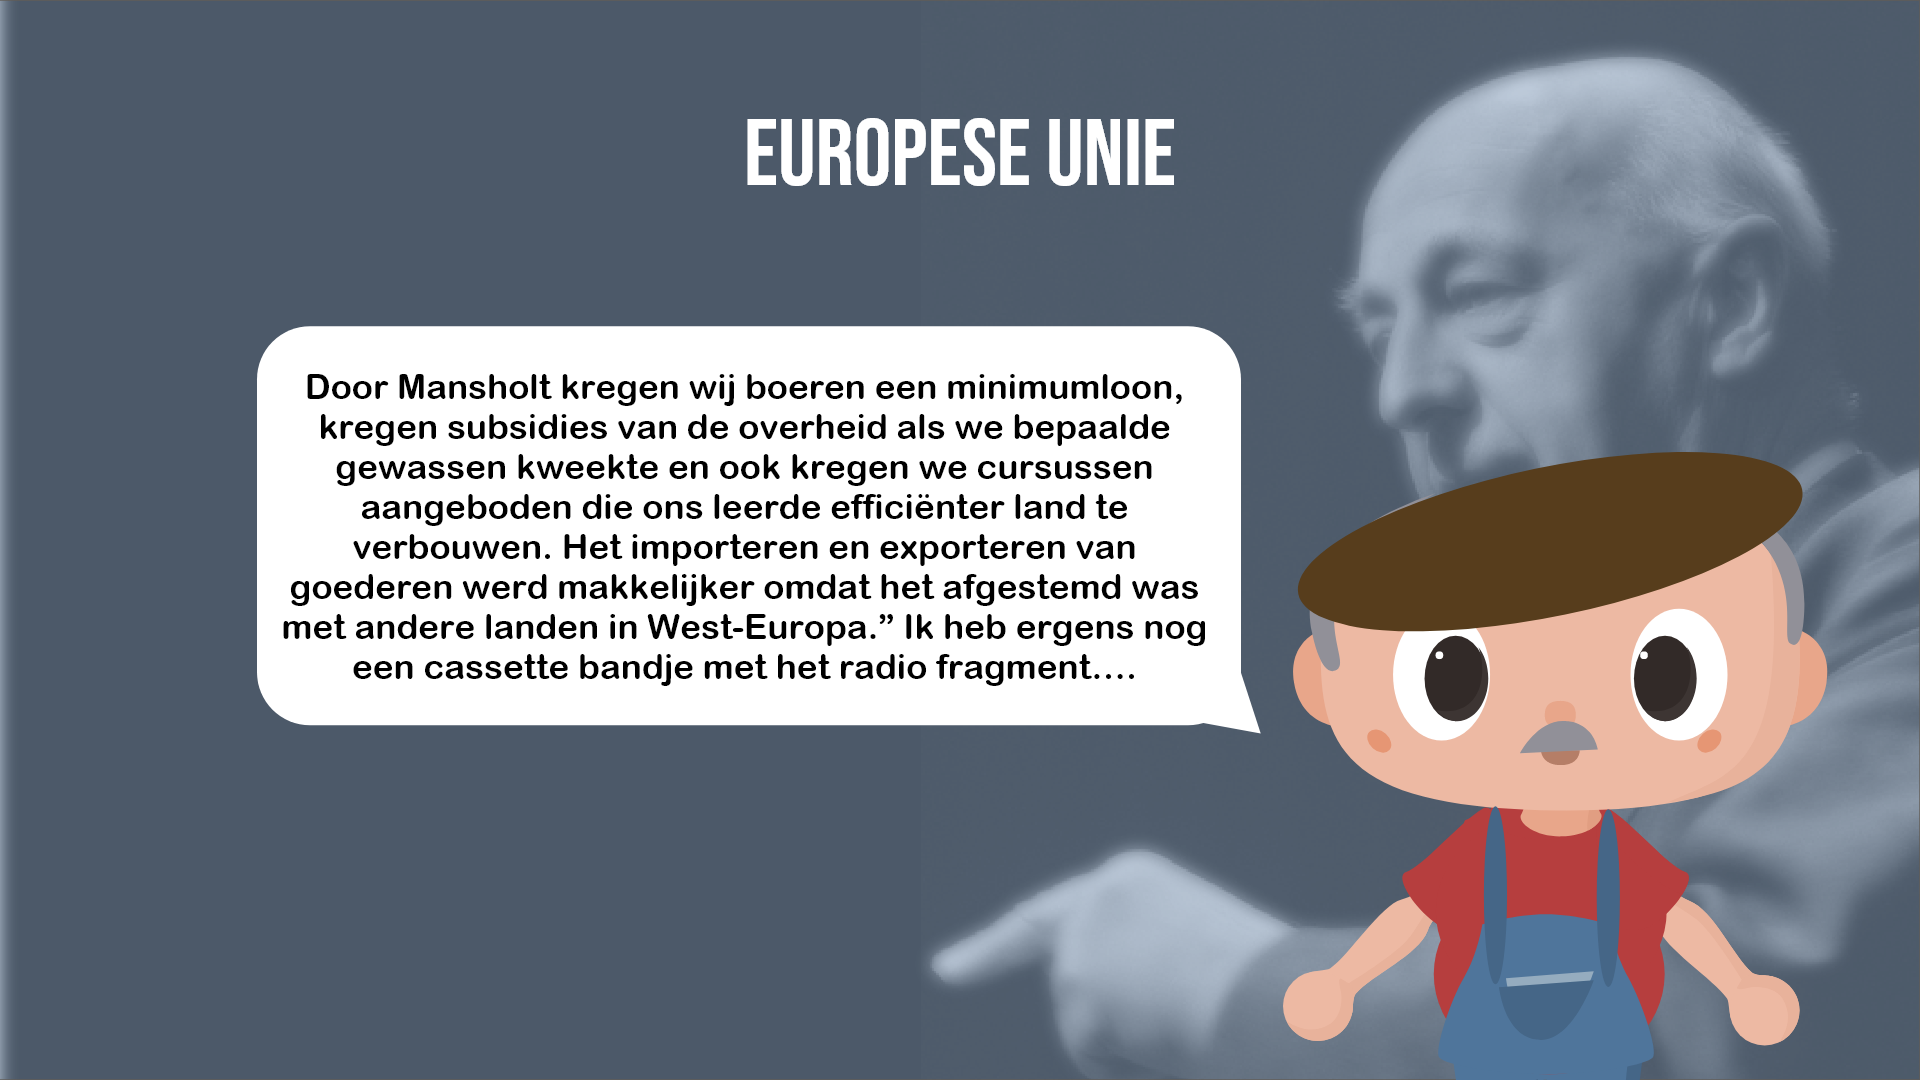 EUROPESE UNIE
Door Mansholt kregen wij boeren een minimumloon,
kregen subsidies van de overheid als we bepaalde
gewassen kweekte en ook kregen we cursussen
aangeboden die ons leerde efficiënter land te
verbouwen. Het importeren en exporteren van
goederen werd makkelijker omdat het afgestemd was
met andere landen in West-Europa.” Ik heb ergens nog
een cassette bandje met het radio fragment....